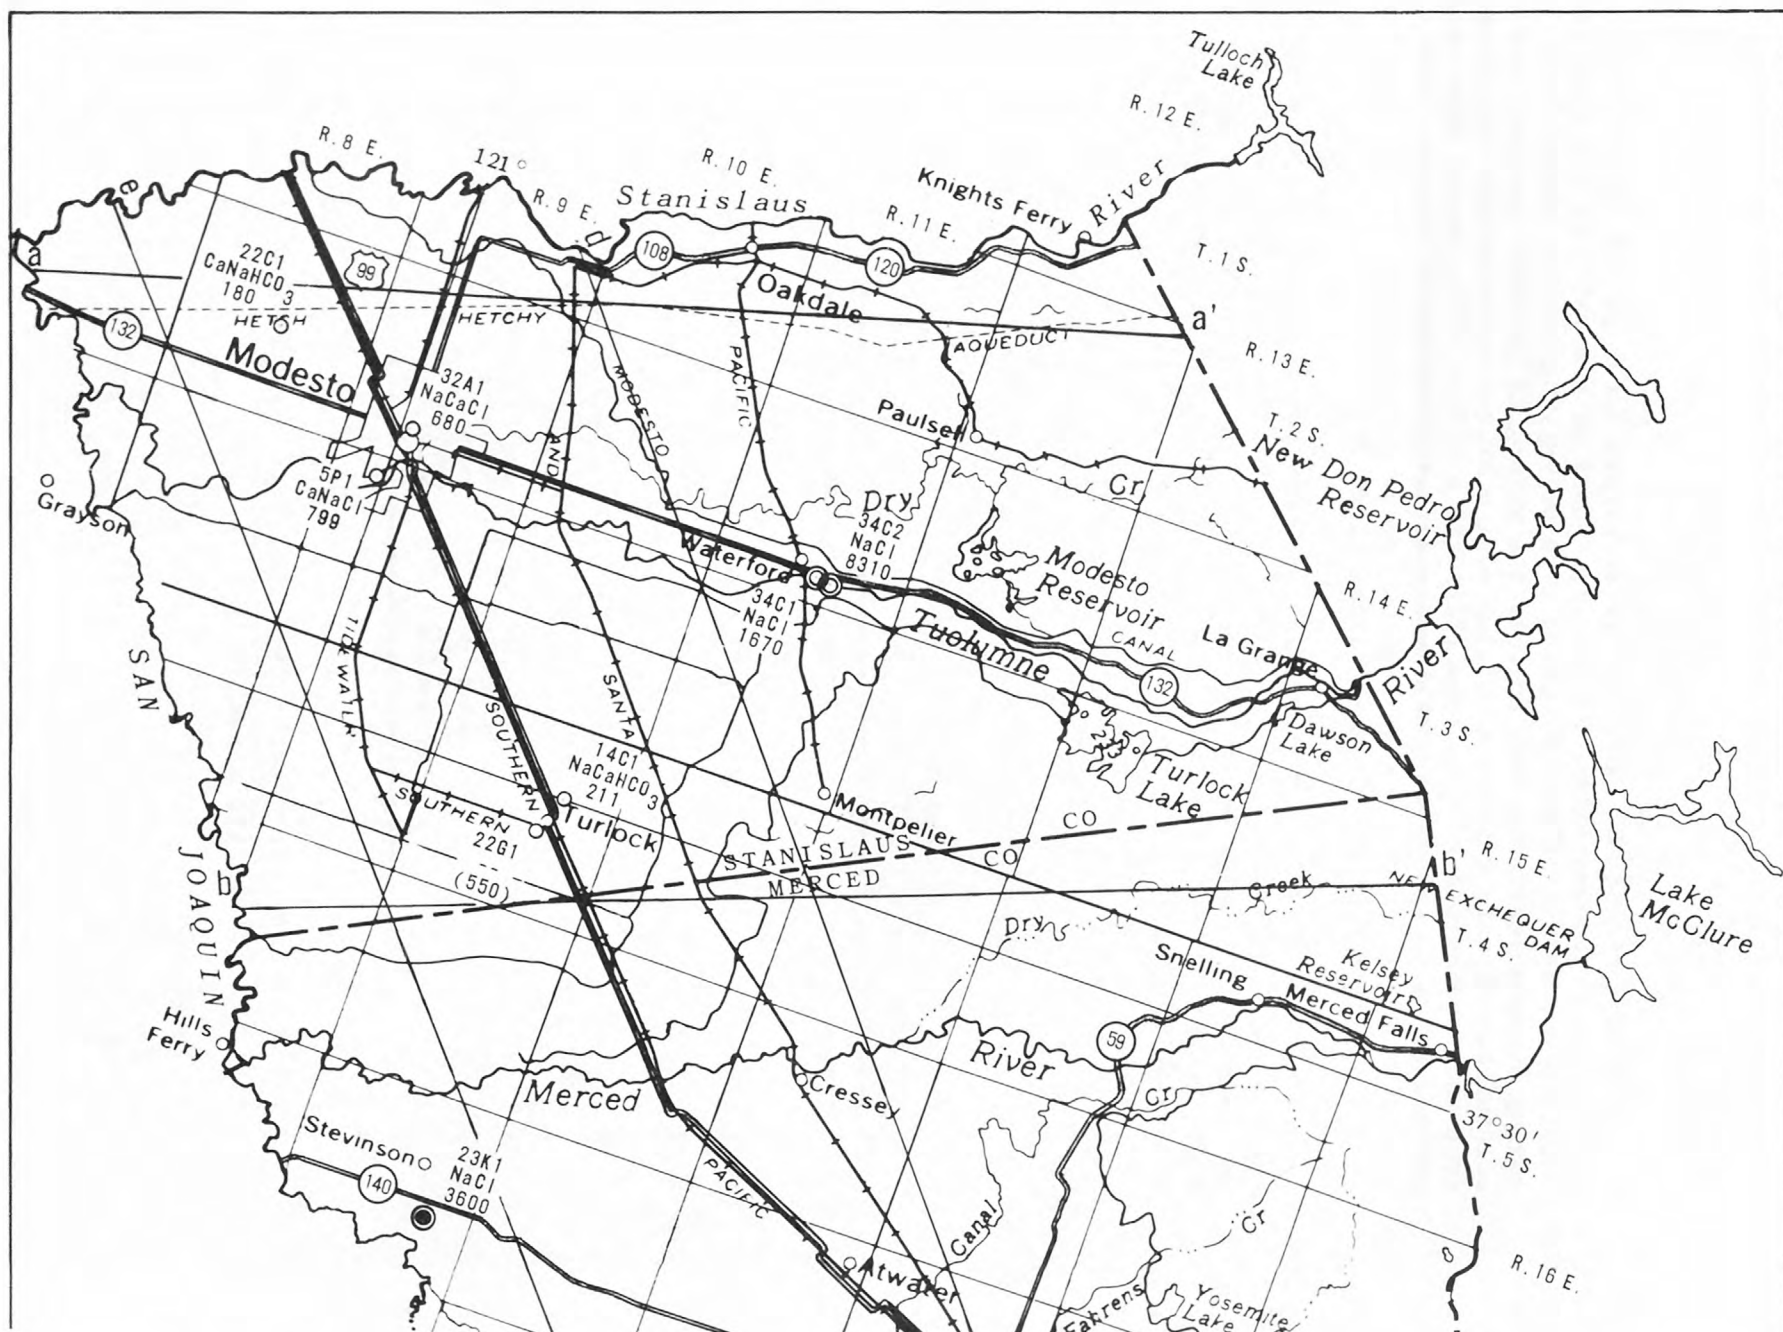 Tulloch
Lake
R. 12 E.
R. 8 E.
121°
R. 10 E.
Stanislaus
R. 9 E.
Knights Ferry
River
R. 11 E.
T. 1 S.
e
d
a
108
120
99
22C1
CaNaHCO3
180
HETCH
HETCHY
AQUEDUCT
Oakdale
a'
R. 13 E.
132
Modesto
32A1
NaCaCl
680
AND
MODESTO
PACIFIC
Paulsell
T. 2 S.
New Don Pedro
Reservoir
Grayson
5P1
CaNaCl
799
Dry
Cr.
34C2
NaCl
8310
Waterford
34C1
NaCl
1670
Modesto
Reservoir
R. 14 E.
Tuolumne
CANAL
La Grange
River
132
SAN
TIDEWATER
SOUTHERN
SANTA
Dawson
Lake
T. 3 S.
14C1
NaCaHCO3
211
Turlock
Lake
SOUTHERN
Turlock
22G1
(550)
Montpelier
STANISLAUS CO
MERCED CO
JOAQUIN
b
b'
R. 15 E.
Lake
McClure
NEW EXCHEQUER
DAM
Dry Creek
T. 4 S.
Snelling
Kelsey
Reservoirs
Merced Falls
Hills
Ferry
59
River
Merced
Cressey
Cr
37°30'
T. 5 S.
Stevinson
23K1
NaCl
3600
140
PACIFIC
Canal
Cr
Atwater
R. 16 E.
Fahrens
Yosemite
Lake